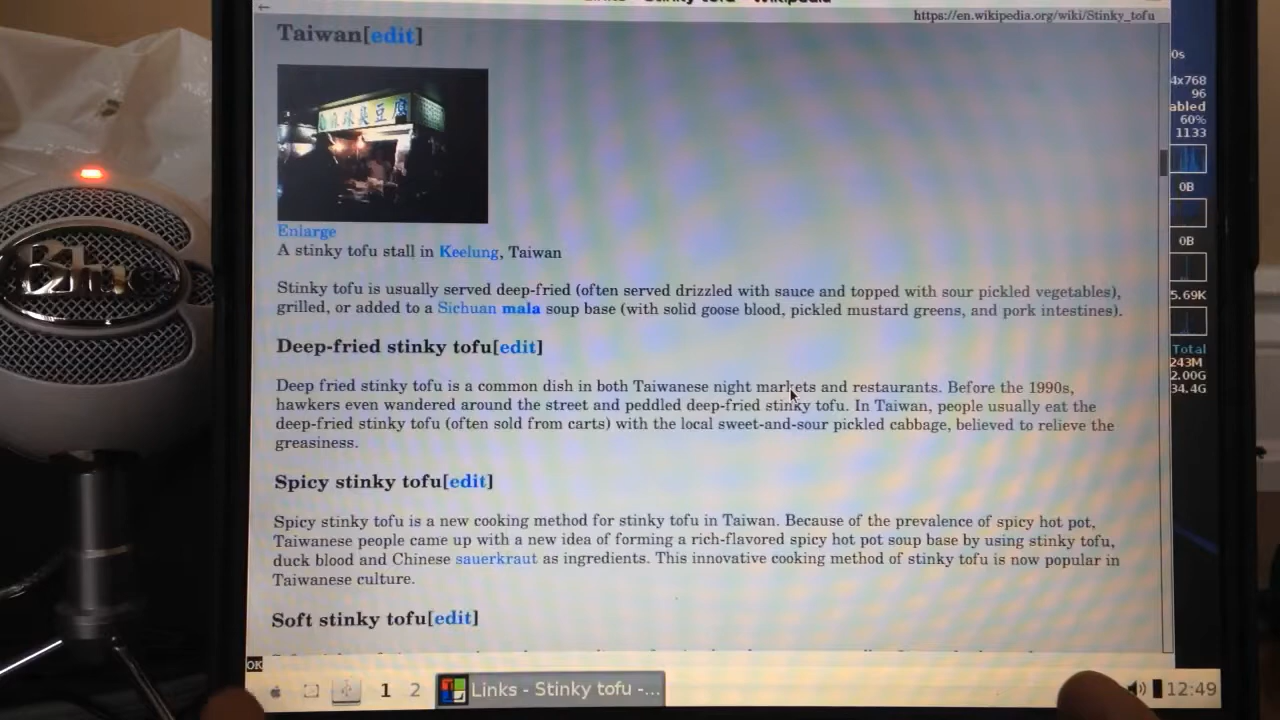 https://en.wikipedia.org/wiki/Stinky_tofu
Taiwan[edit]
Enlarge
A stinky tofu stall in Keelung, Taiwan
Stinky tofu is usually served deep-fried (often served drizzled with sauce and topped with sour pickled vegetables),
grilled, or added to a Sichuan mala soup base (with solid goose blood, pickled mustard greens, and pork intestines).
Deep-fried stinky tofu[edit]
Deep fried stinky tofu is a common dish in both Taiwanese night markets and restaurants. Before the 1990s,
hawkers even wandered around the street and peddled deep-fried stinky tofu. In Taiwan, people usually eat the
deep-fried stinky tofu (often sold from carts) with the local sweet-and-sour pickled cabbage, believed to relieve the
greasiness.
Spicy stinky tofu[edit]
Spicy stinky tofu is a new cooking method for stinky tofu in Taiwan. Because of the prevalence of spicy hot pot,
Taiwanese people came up with a new idea of forming a rich-flavored spicy hot pot soup base by using stinky tofu,
duck blood and Chinese sauerkraut as ingredients. This innovative cooking method of stinky tofu is now popular in
Taiwanese culture.
Soft stinky tofu[edit]
OK
1 2 Links - Stinky tofu -...
12:49
0s
4x768
96
abled
60%
1133
0B
0B
5.69K
Total
243M
2.00G
34.4G
Blue
臭豆腐